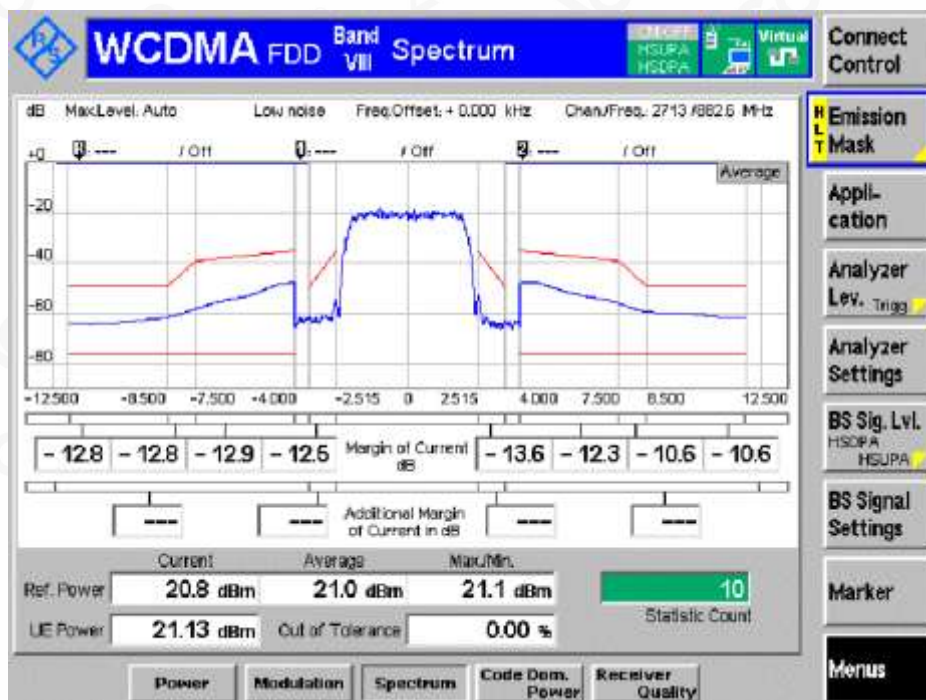 WCDMA FDD Band VIII Spectrum
HSUPA
HSDPA
Virtual
Connect Control
dB Max.Level: Auto Low noise Freq.Offset: + 0.000 kHz Chan./Freq.: 2713 /882.6 MHz
HLT
Emission Mask
+0 --- / Off 1: --- / Off 2: --- / Off
Average
Appli-
cation
-20
-40
-60
-80
Analyzer
Lev. Trigg
Analyzer
Settings
-12.500 -8.500 -7.500 -4.000 -2.515 0 2.515 4.000 7.500 8.500 12.500
BS Sig. Lvl.
HSDPA
HSUPA
- 12.8 - 12.8 - 12.9 - 12.5 Margin of Current dB - 13.6 - 12.3 - 10.6 - 10.6
--- --- Additional Margin of Current in dB --- ---
BS Signal
Settings
Current Average Max./Min.
Ref. Power 20.8 dBm 21.0 dBm 21.1 dBm 10
Statistic Count
Marker
UE Power 21.13 dBm Out of Tolerance 0.00 %
Power Modulation Spectrum Code Dom. Power Receiver Quality
Menus